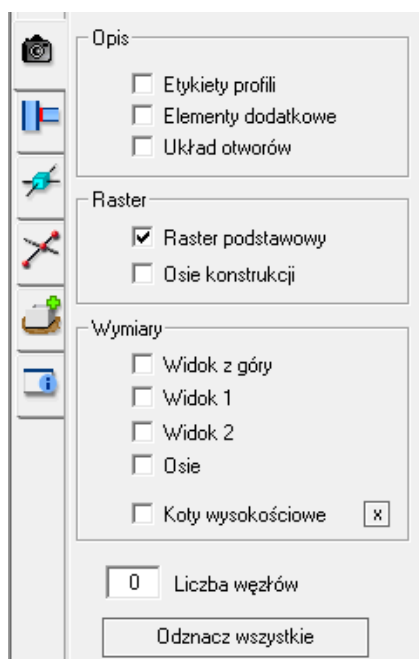 Opis
Etykiety profili
Elementy dodatkowe
Układ otworów
Raster
Raster podstawowy
Osie konstrukcji
Wymiary
Widok z góry
Widok 1
Widok 2
Osie
Koty wysokościowe x
0 Liczba węzłów
Odznacz wszystkie